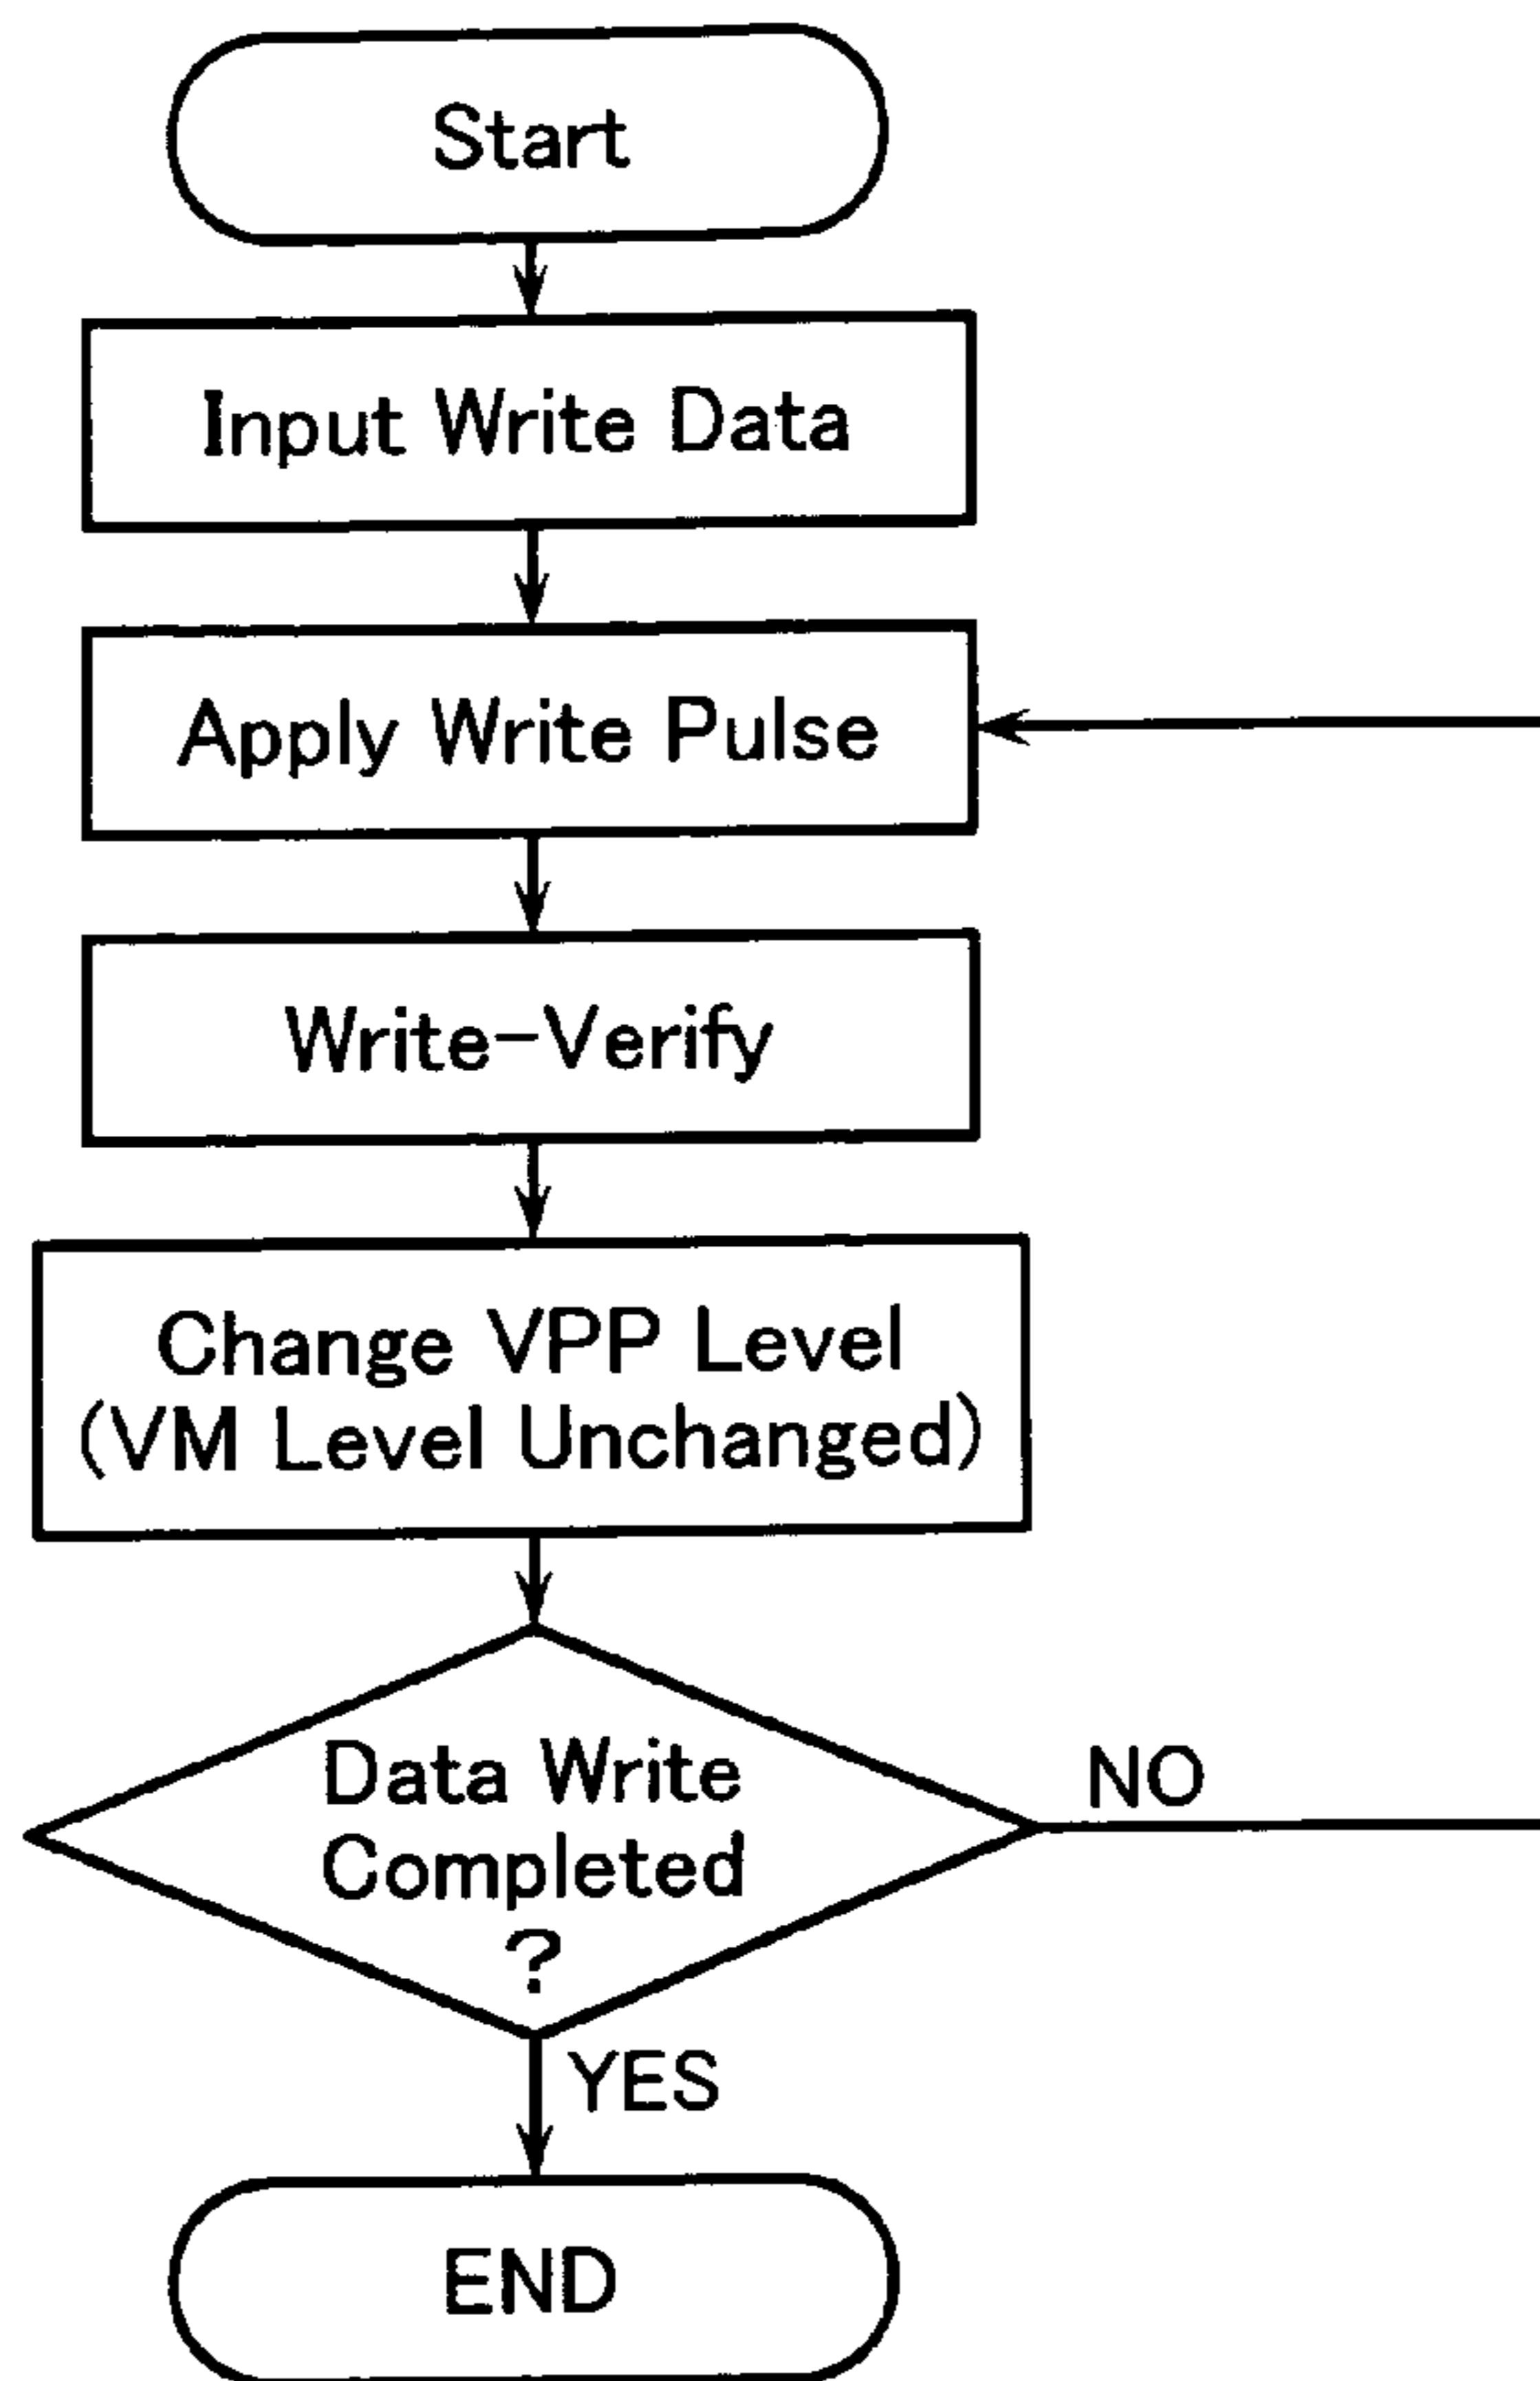 Start
Input Write Data
Apply Write Pulse
Write-Verify
Change VPP Level
(VM Level Unchanged)
Data Write
Completed
?
NO
YES
END